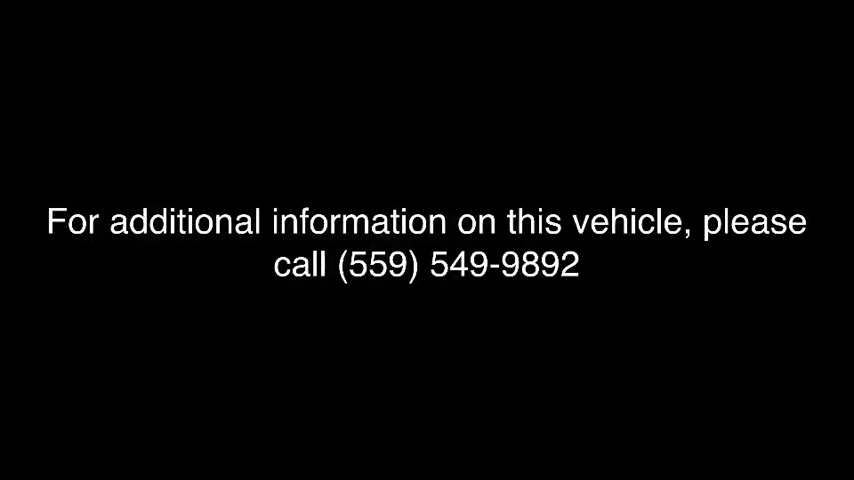 For additional information on this vehicle, please
call (559) 549-9892